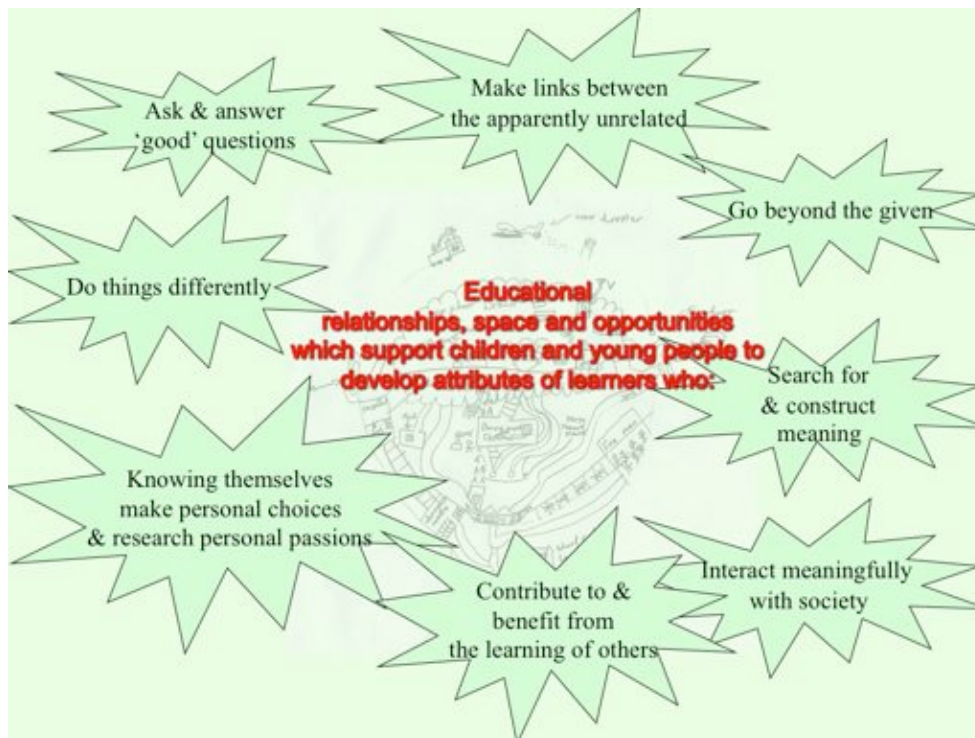 Ask & answer
‘good’ questions
Make links between
the apparently unrelated
Go beyond the given
Do things differently
Educational
relationships, space and opportunities
which support children and young people to
develop attributes of learners who:
Search for
& construct
meaning
Knowing themselves
make personal choices
& research personal passions
Contribute to &
benefit from
the learning of others
Interact meaningfully
with society